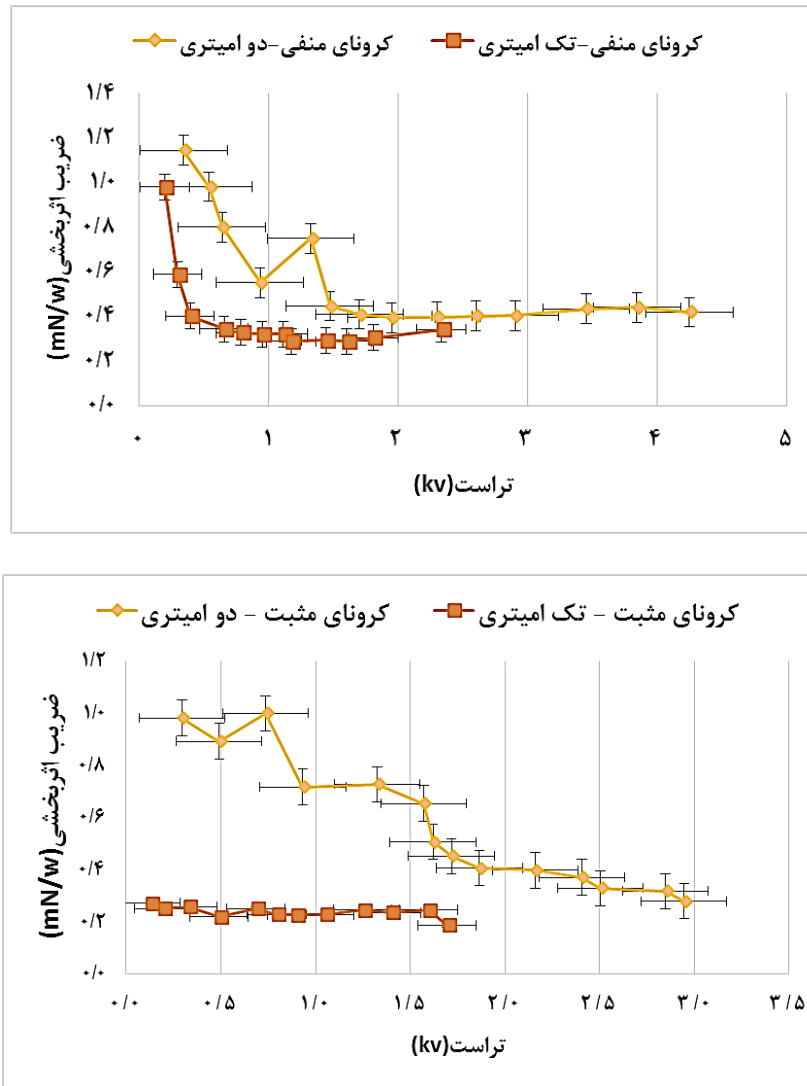 کرونای منفی-دو امیتری
کرونای منفی-تک امیتری
ضریب اثربخشی(mN/w)
۱/۴
۱/۲
۱/۰
۰/۸
۰/۶
۰/۴
۰/۲
۰/۰
۰ ۱ ۲ ۳ ۴ ۵
تراست(kv)
کرونای مثبت - دو امیتری
کرونای مثبت - تک امیتری
ضریب اثربخشی(mN/w)
۱/۲
۱/۰
۰/۸
۰/۶
۰/۴
۰/۲
۰/۰
۰/۰ ۰/۵ ۱/۰ ۱/۵ ۲/۰ ۲/۵ ۳/۰ ۳/۵
تراست(kv)